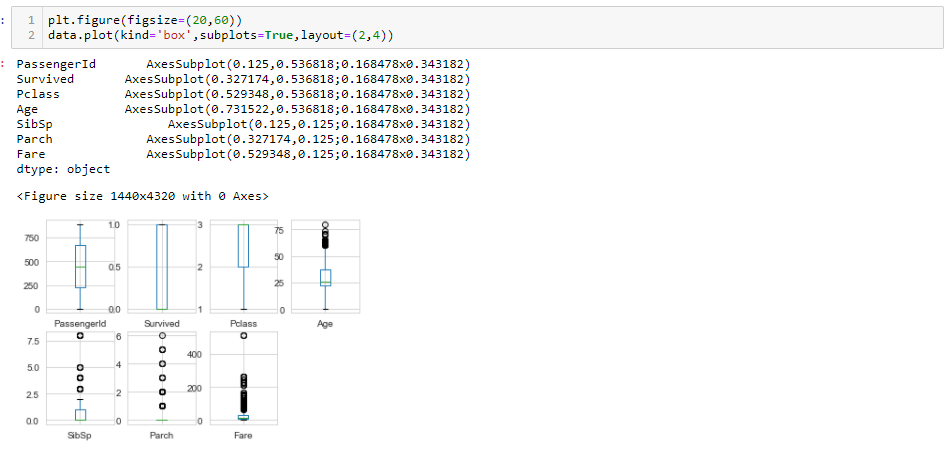 : 1 plt.figure(figsize=(20,60))
2 data.plot(kind='box',subplots=True,layout=(2,4))
: PassengerId AxesSubplot(0.125,0.536818;0.168478x0.343182)
Survived AxesSubplot(0.327174,0.536818;0.168478x0.343182)
Pclass AxesSubplot(0.529348,0.536818;0.168478x0.343182)
Age AxesSubplot(0.731522,0.536818;0.168478x0.343182)
SibSp AxesSubplot(0.125,0.125;0.168478x0.343182)
Parch AxesSubplot(0.327174,0.125;0.168478x0.343182)
Fare AxesSubplot(0.529348,0.125;0.168478x0.343182)
dtype: object
<Figure size 1440x4320 with 0 Axes>
1.0 3
750 75
500 0.5 2 50
250 25
0 0.0 1 0
PassengerId Survived Pclass Age
7.5 6
400
5.0 4
2.5 2 200
0.0 0 0
SibSp Parch Fare